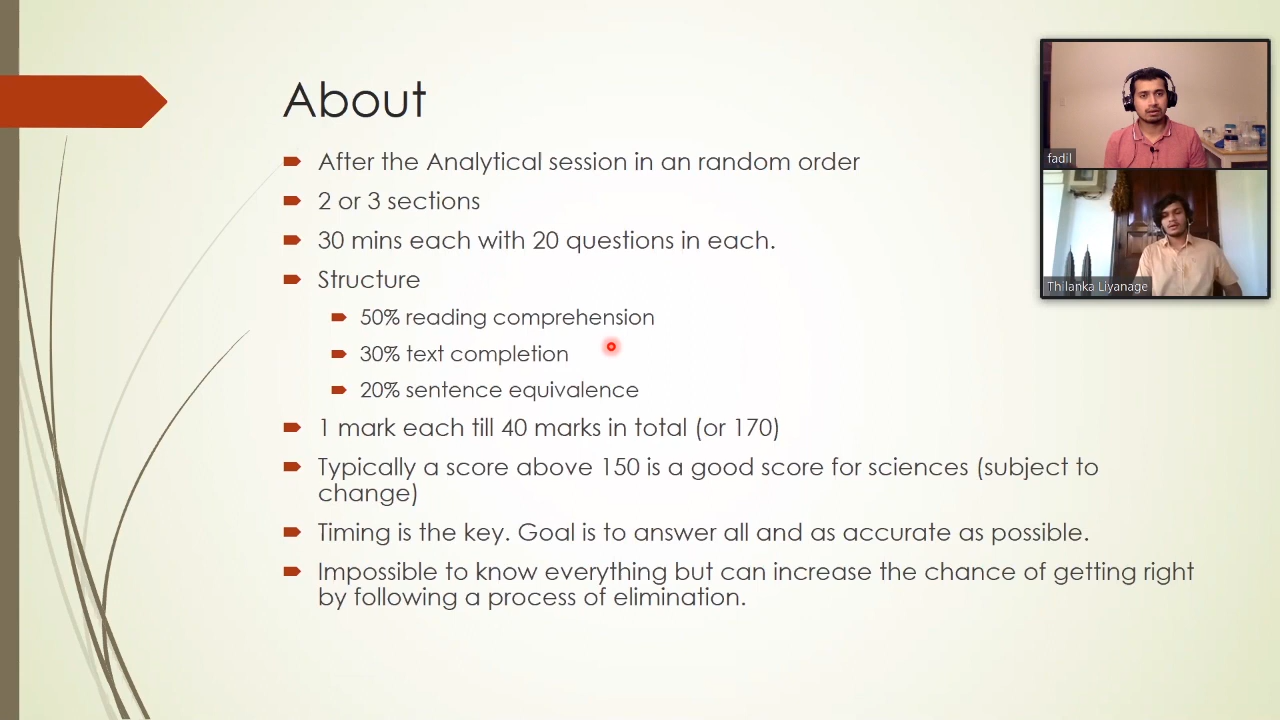 About
After the Analytical session in an random order
2 or 3 sections
30 mins each with 20 questions in each.
Structure
50% reading comprehension
30% text completion
20% sentence equivalence
1 mark each till 40 marks in total (or 170)
Typically a score above 150 is a good score for sciences (subject to
change)
Timing is the key. Goal is to answer all and as accurate as possible.
Impossible to know everything but can increase the chance of getting right
by following a process of elimination.
fadil
Thilanka Liyanage